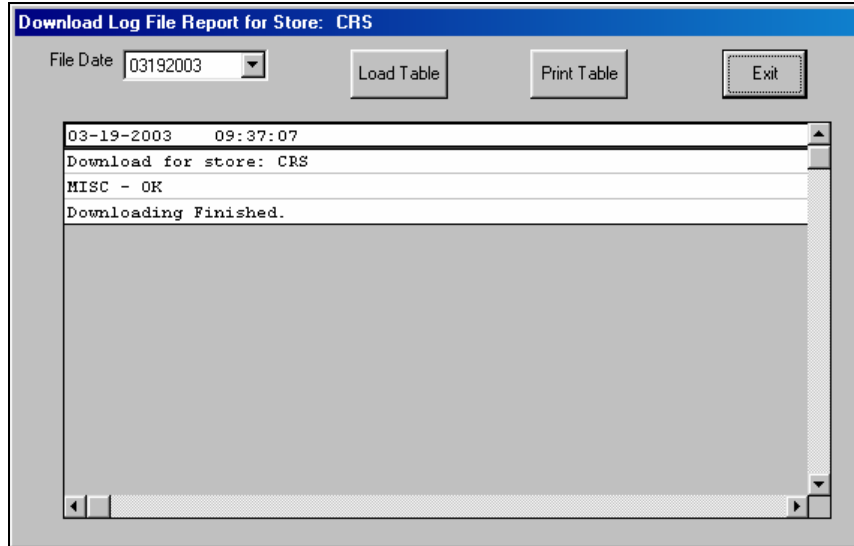 Download Log File Report for Store: CRS
File Date 03192003 Load Table Print Table Exit
03-19-2003 09:37:07
Download for store: CRS
MISC - OK
Downloading Finished.